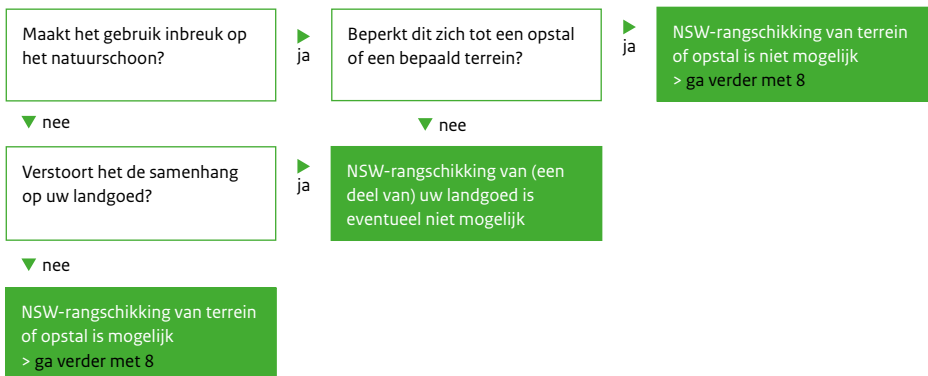 Maakt het gebruik inbreuk op
het natuurschoon?
ja
Beperkt dit zich tot een opstal
of een bepaald terrein?
ja
NSW-rangschikking van terrein
of opstal is niet mogelijk
> ga verder met 8
nee
nee
Verstoort het de samenhang
op uw landgoed?
ja
NSW-rangschikking van (een
deel van) uw landgoed is
eventueel niet mogelijk
nee
NSW-rangschikking van terrein
of opstal is mogelijk
> ga verder met 8